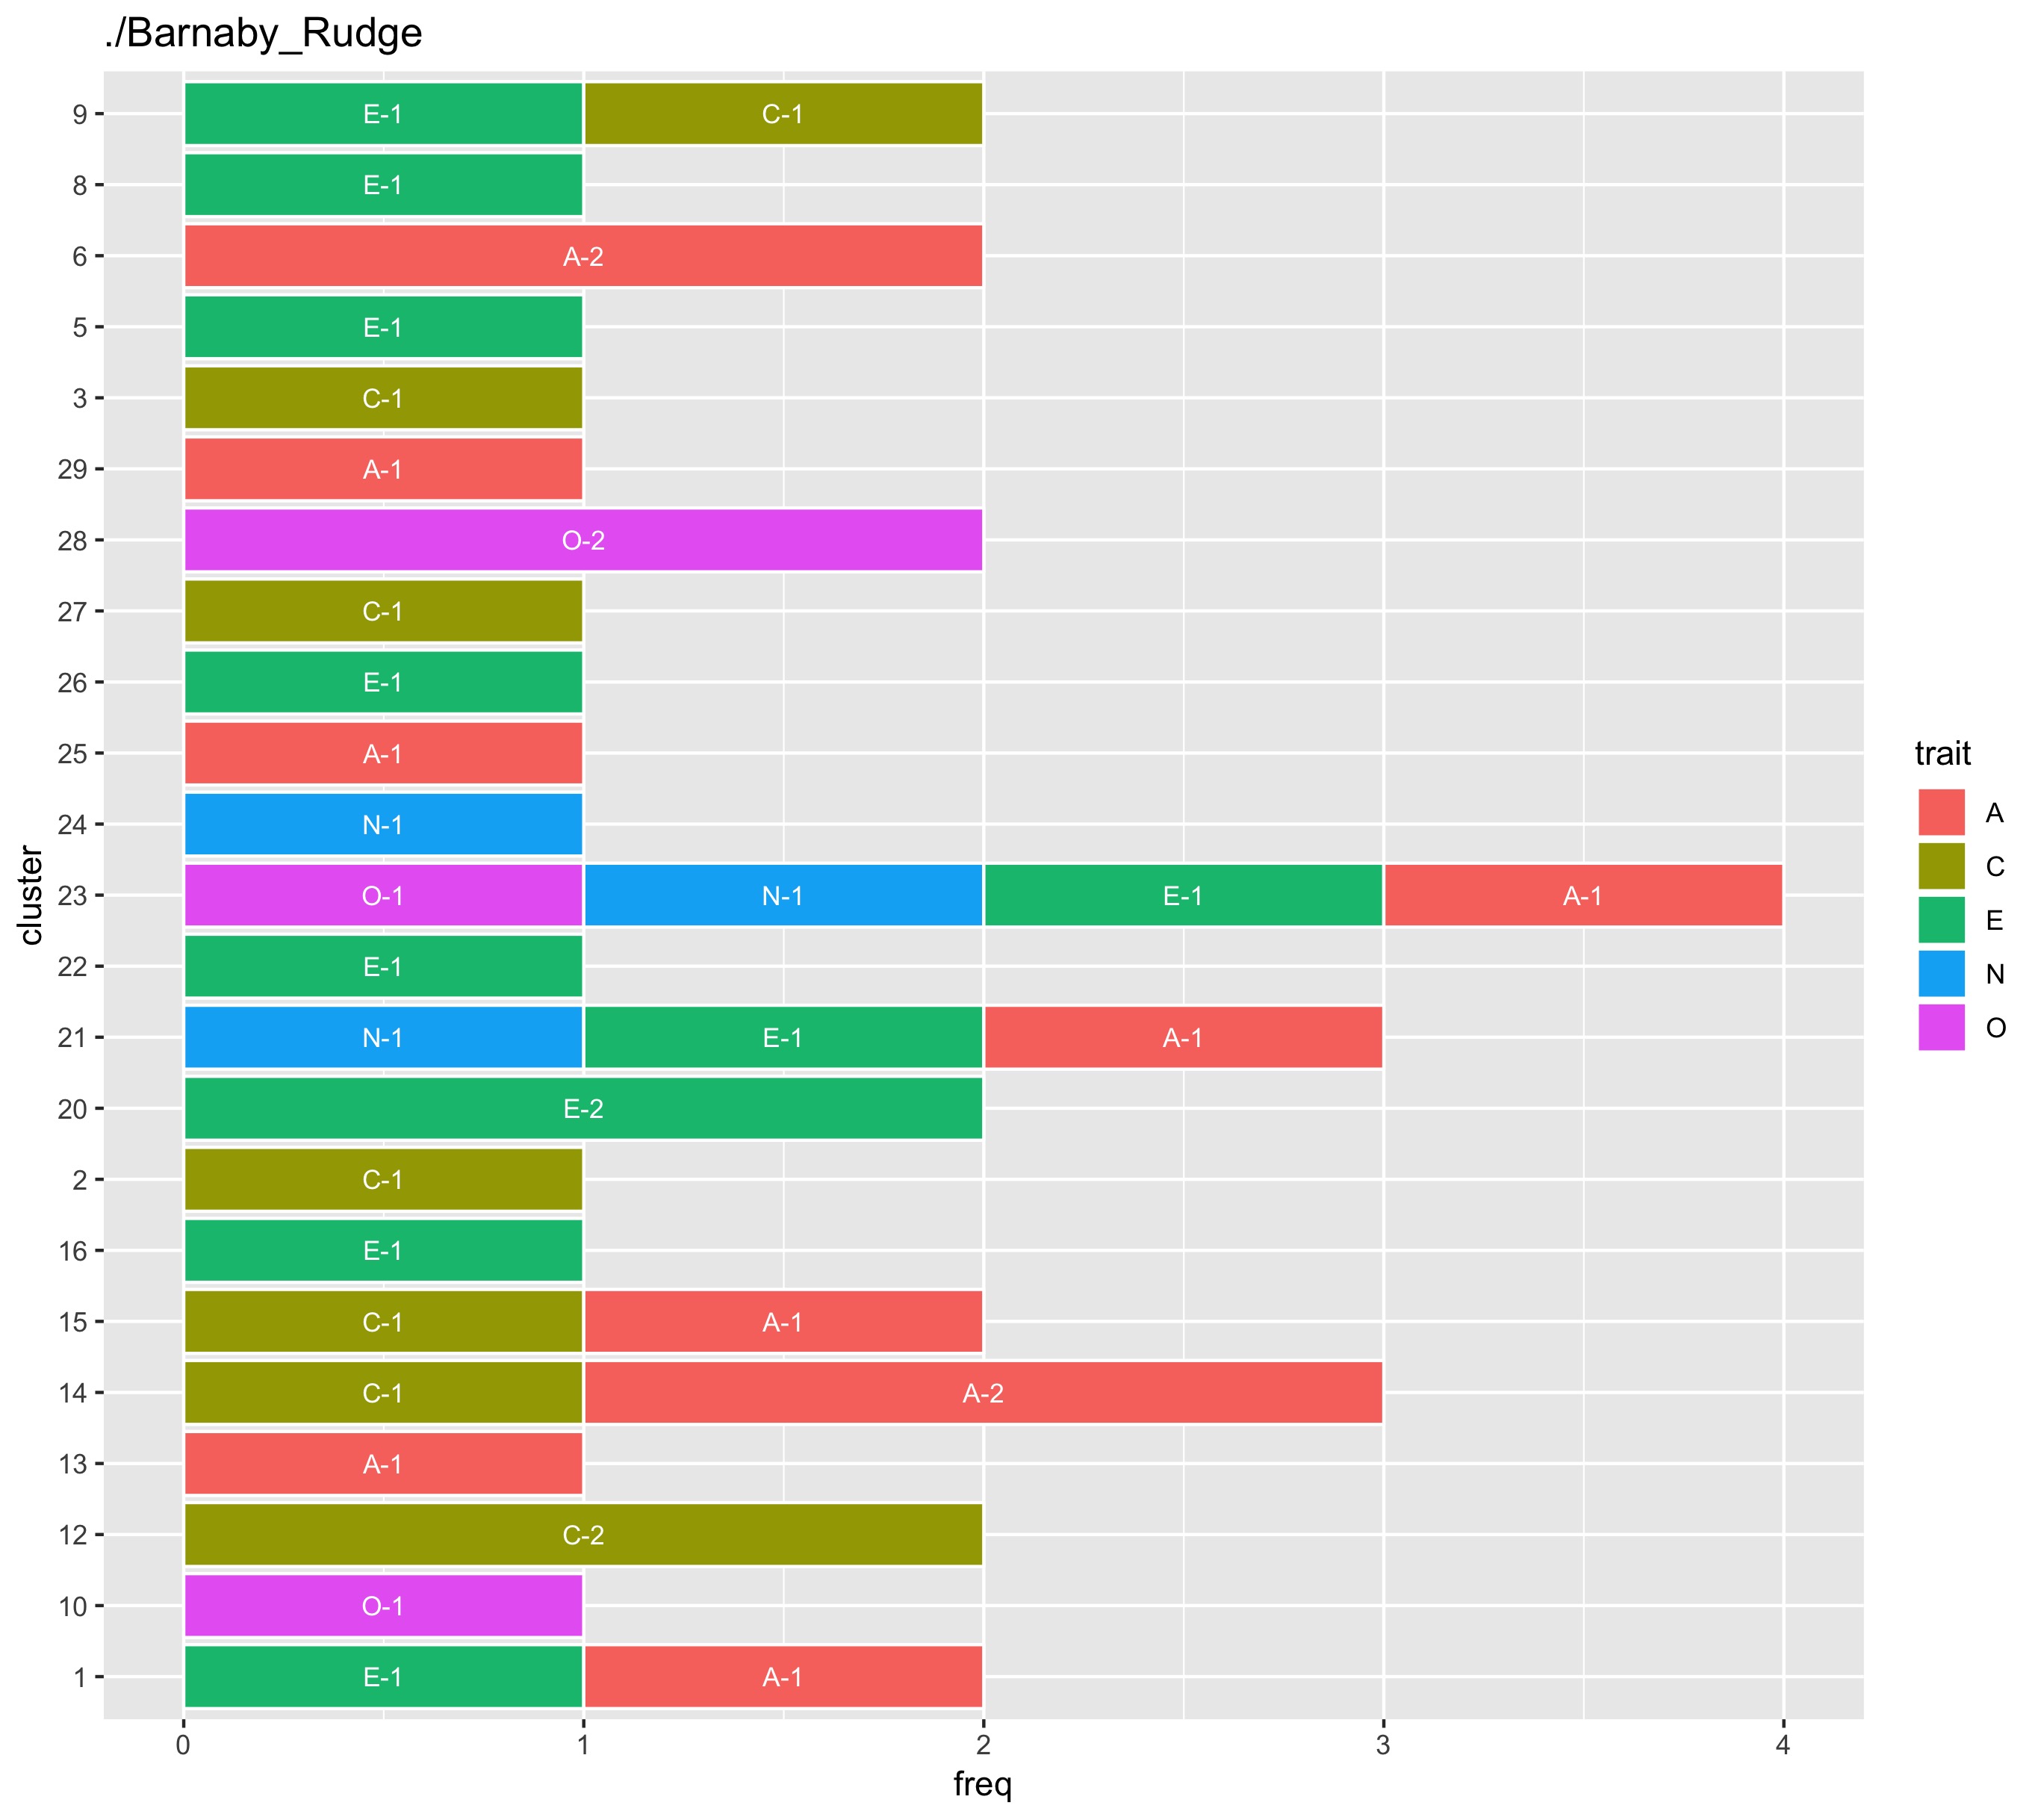 ./Barnaby_Rudge
9 E-1 C-1
8 E-1
6 A-2
5 E-1
3 C-1
29 A-1
28 O-2
27 C-1
26 E-1
25 A-1
24 N-1
23 O-1 N-1 E-1 A-1
22 E-1
21 N-1 E-1 A-1
20 E-2
2 C-1
16 E-1
15 C-1 A-1
14 C-1 A-2
13 A-1
12 C-2
10 O-1
1 E-1 A-1
0 1 2 3 4
freq
cluster
trait
A
C
E
N
O